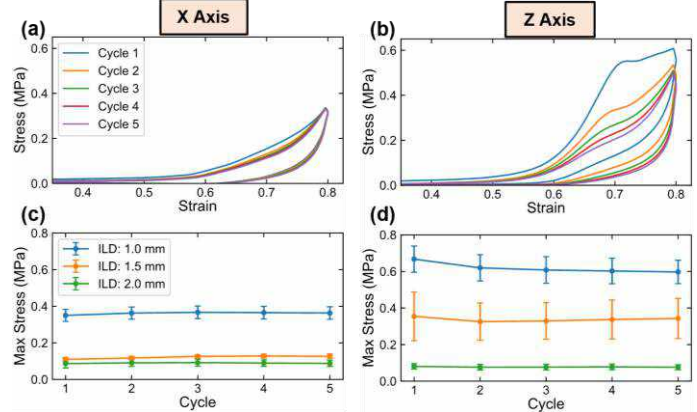 X Axis
Z Axis
(a)
(b)
0.6
0.4
0.2
0.0
Stress (MPa)
Cycle 1
Cycle 2
Cycle 3
Cycle 4
Cycle 5
0.4 0.5 0.6 0.7 0.8
Strain
0.6
0.4
0.2
0.0
Stress (MPa)
0.4 0.5 0.6 0.7 0.8
Strain
(c)
(d)
0.8
0.6
0.4
0.2
0.0
Max Stress (MPa)
ILD: 1.0 mm
ILD: 1.5 mm
ILD: 2.0 mm
1 2 3 4 5
Cycle
0.8
0.6
0.4
0.2
0.0
Max Stress (MPa)
1 2 3 4 5
Cycle